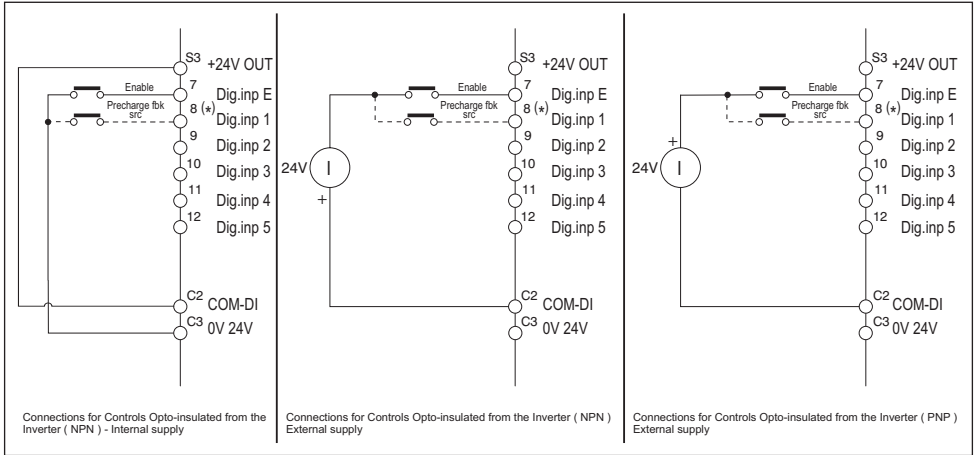 S3 +24V OUT
Enable 7 Dig.inp E
Precharge fbk 8 (*)
src Dig.inp 1
9 Dig.inp 2
10 Dig.inp 3
11 Dig.inp 4
12 Dig.inp 5
C2 COM-DI
C3 0V 24V
Connections for Controls Opto-insulated from the
Inverter ( NPN ) - Internal supply
S3 +24V OUT
Enable 7 Dig.inp E
Precharge fbk 8 (*)
src Dig.inp 1
9 Dig.inp 2
24V I 10 Dig.inp 3
+
11 Dig.inp 4
12 Dig.inp 5
C2 COM-DI
C3 0V 24V
Connections for Controls Opto-insulated from the Inverter ( NPN )
External supply
S3 +24V OUT
Enable 7 Dig.inp E
Precharge fbk 8 (*)
src Dig.inp 1
+
9 Dig.inp 2
24V I 10 Dig.inp 3
11 Dig.inp 4
12 Dig.inp 5
C2 COM-DI
C3 0V 24V
Connections for Controls Opto-insulated from the Inverter ( PNP )
External supply